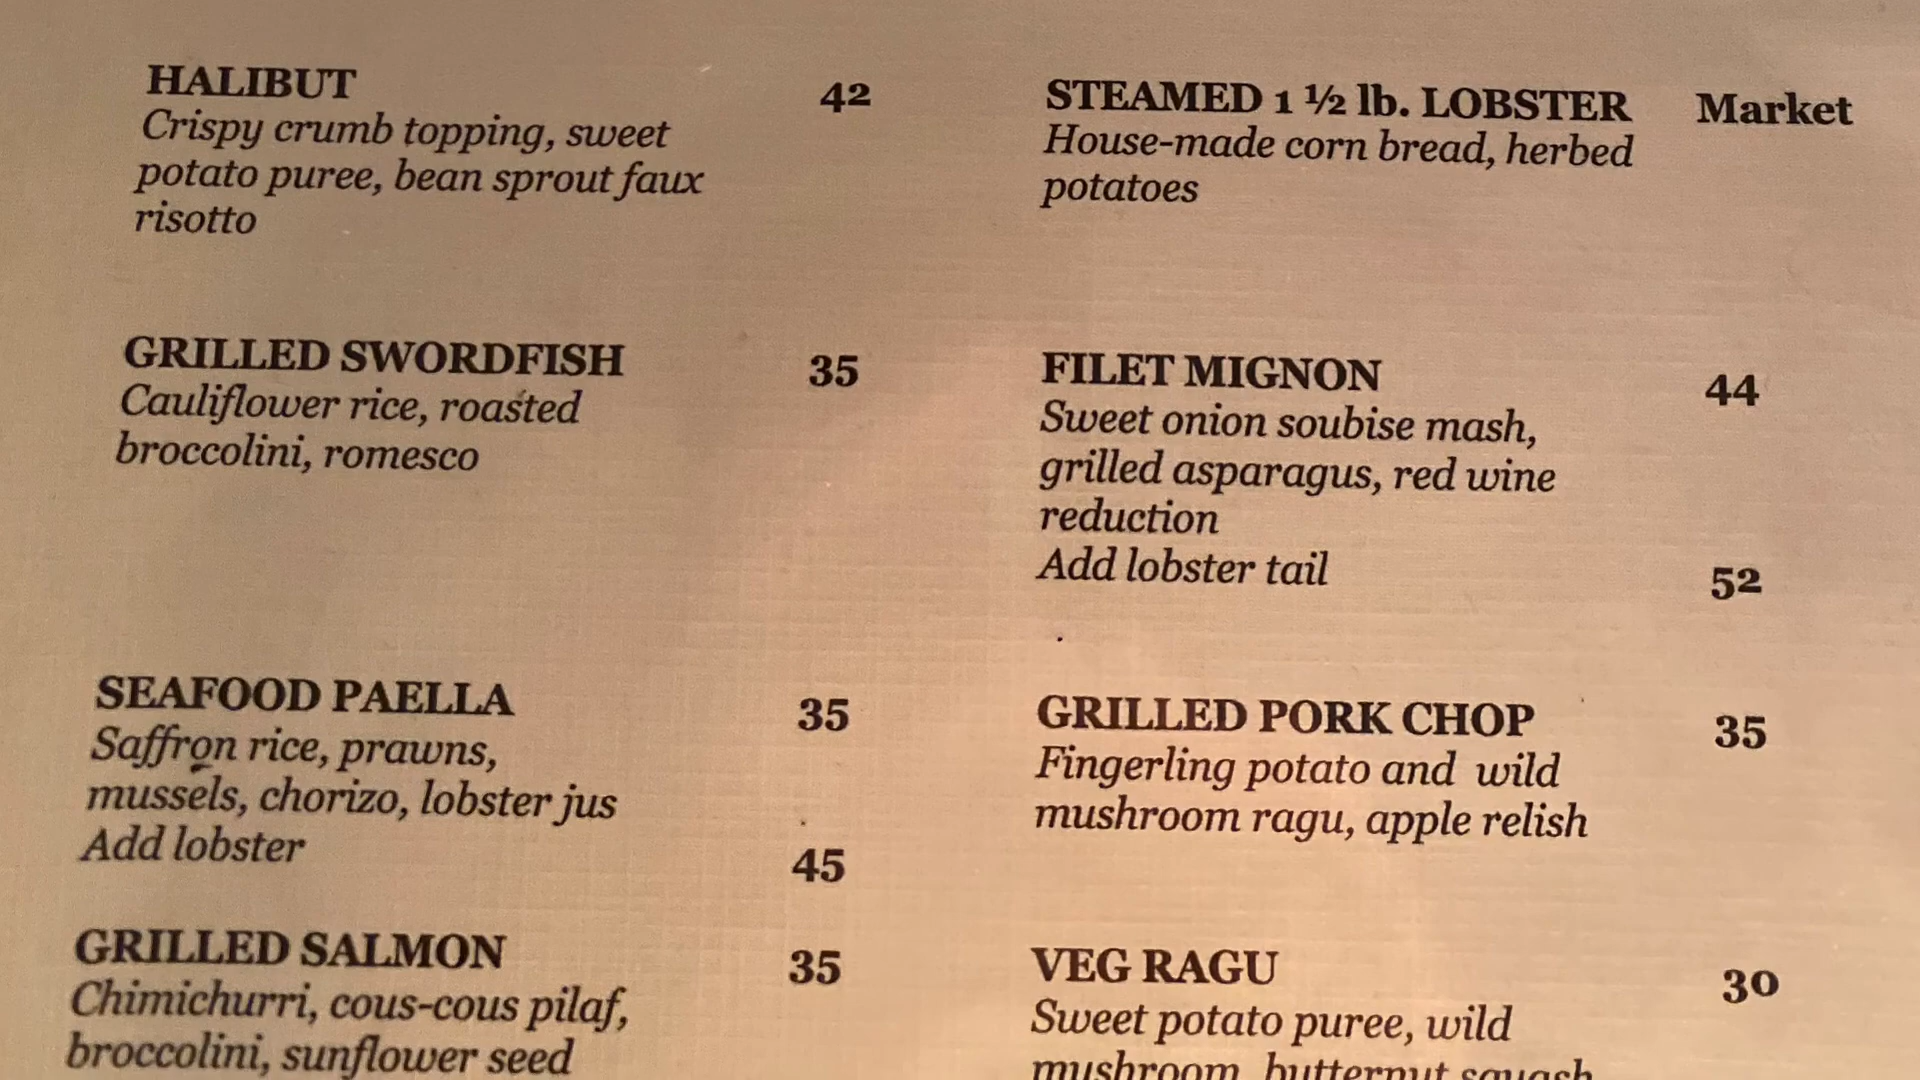 HALIBUT 42
Crispy crumb topping, sweet
potato puree, bean sprout faux
risotto
GRILLED SWORDFISH 35
Cauliflower rice, roasted
broccolini, romesco
SEAFOOD PAELLA 35
Saffron rice, prawns,
mussels, chorizo, lobster jus
Add lobster 45
GRILLED SALMON 35
Chimichurri, cous-cous pilaf,
broccolini, sunflower seed
STEAMED 1 ½ lb. LOBSTER Market
House-made corn bread, herbed
potatoes
FILET MIGNON 44
Sweet onion soubise mash,
grilled asparagus, red wine
reduction
Add lobster tail 52
GRILLED PORK CHOP 35
Fingerling potato and wild
mushroom ragu, apple relish
VEG RAGU 30
Sweet potato puree, wild
mushroom, butternut squash